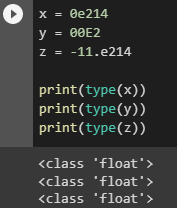 x = 0e214
y = 00E2
z = -11.e214
print(type(x))
print(type(y))
print(type(z))
<class 'float'>
<class 'float'>
<class 'float'>